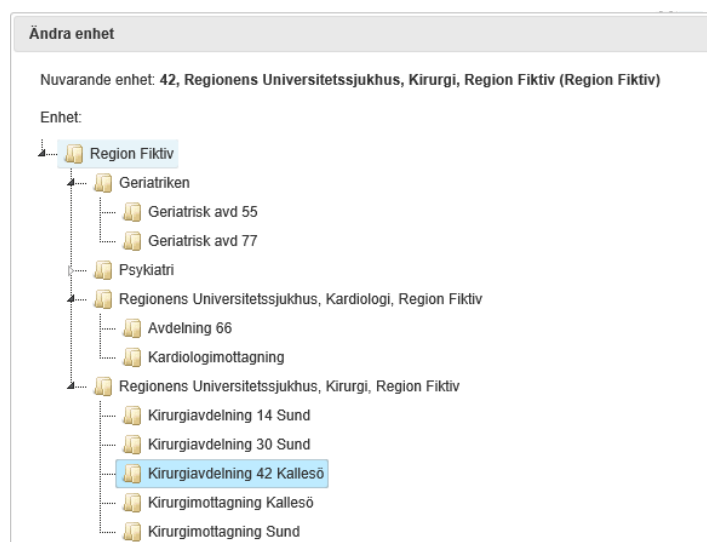 Ändra enhet
Nuvarande enhet: 42, Regionens Universitetssjukhus, Kirurgi, Region Fiktiv (Region Fiktiv)
Enhet:
Region Fiktiv
Geriatriken
Geriatrisk avd 55
Geriatrisk avd 77
Psykiatri
Regionens Universitetssjukhus, Kardiologi, Region Fiktiv
Avdelning 66
Kardiologimottagning
Regionens Universitetssjukhus, Kirurgi, Region Fiktiv
Kirurgiavdelning 14 Sund
Kirurgiavdelning 30 Sund
Kirurgiavdelning 42 Kallesö
Kirurgimottagning Kallesö
Kirurgimottagning Sund